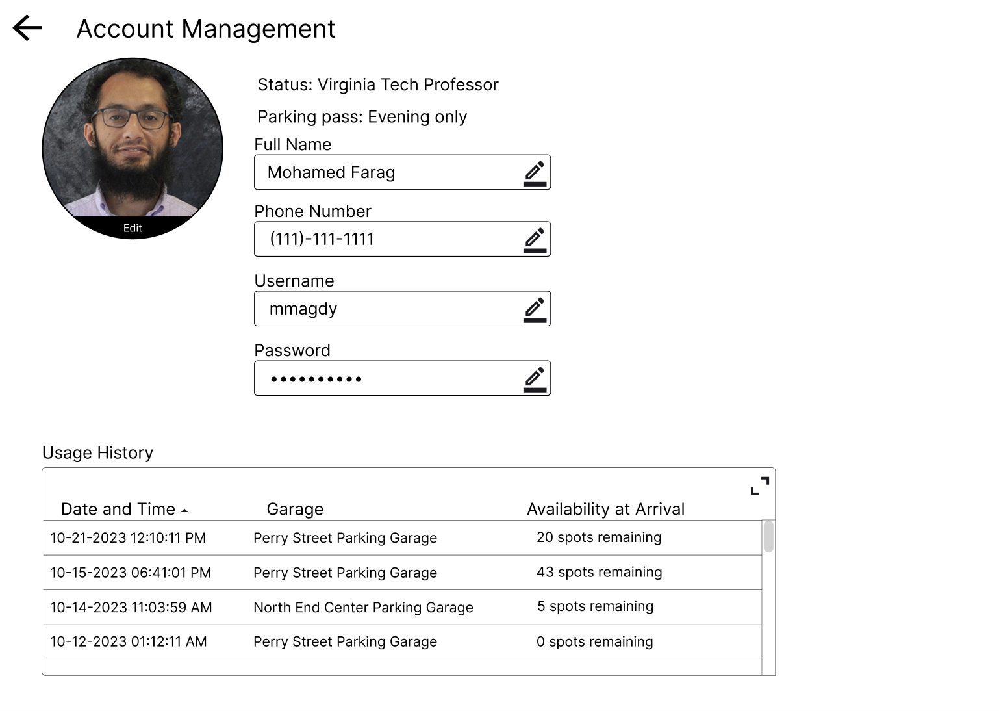 Account Management
Status: Virginia Tech Professor
Parking pass: Evening only
Full Name
Mohamed Farag
Edit
Phone Number
(111)-111-1111
Username
mmagdy
Password
••••••••••
Usage History
Date and Time Garage Availability at Arrival
10-21-2023 12:10:11 PM Perry Street Parking Garage 20 spots remaining
10-15-2023 06:41:01 PM Perry Street Parking Garage 43 spots remaining
10-14-2023 11:03:59 AM North End Center Parking Garage 5 spots remaining
10-12-2023 01:12:11 AM Perry Street Parking Garage 0 spots remaining